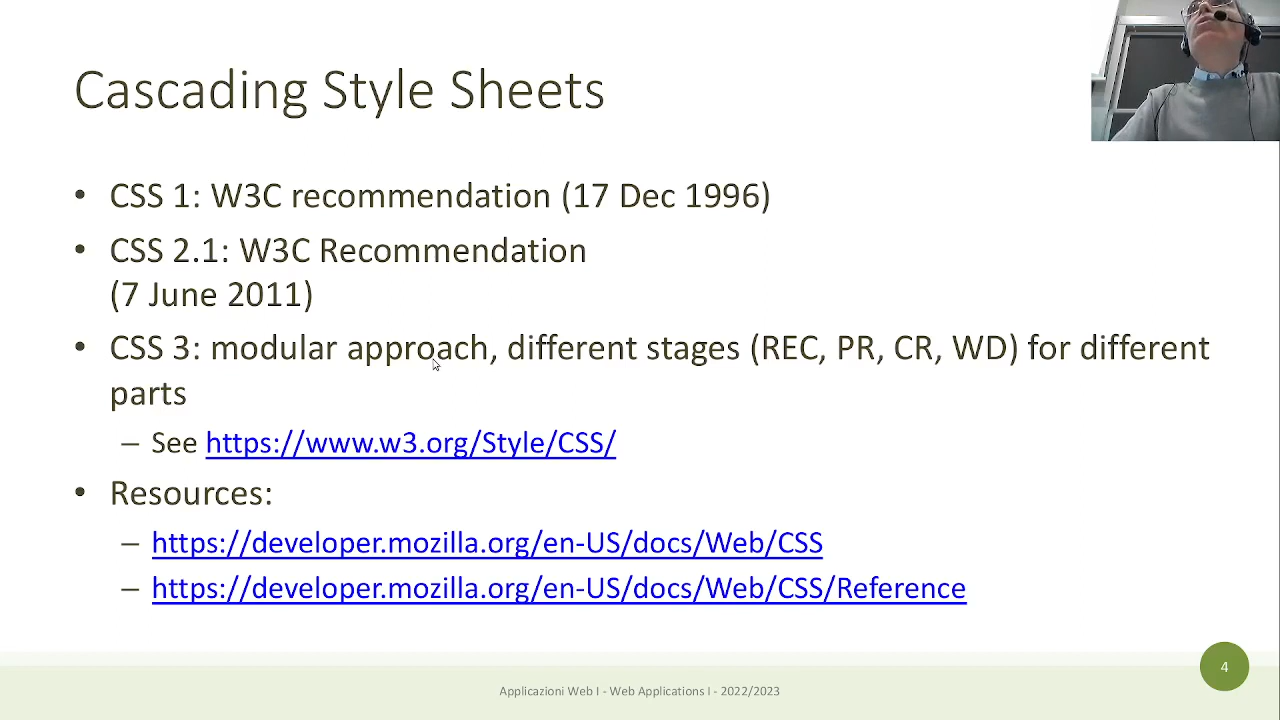 Cascading Style Sheets
• CSS 1: W3C recommendation (17 Dec 1996)
• CSS 2.1: W3C Recommendation
(7 June 2011)
• CSS 3: modular approach, different stages (REC, PR, CR, WD) for different
parts
– See https://www.w3.org/Style/CSS/
• Resources:
– https://developer.mozilla.org/en-US/docs/Web/CSS
– https://developer.mozilla.org/en-US/docs/Web/CSS/Reference
4
Applicazioni Web I - Web Applications I - 2022/2023